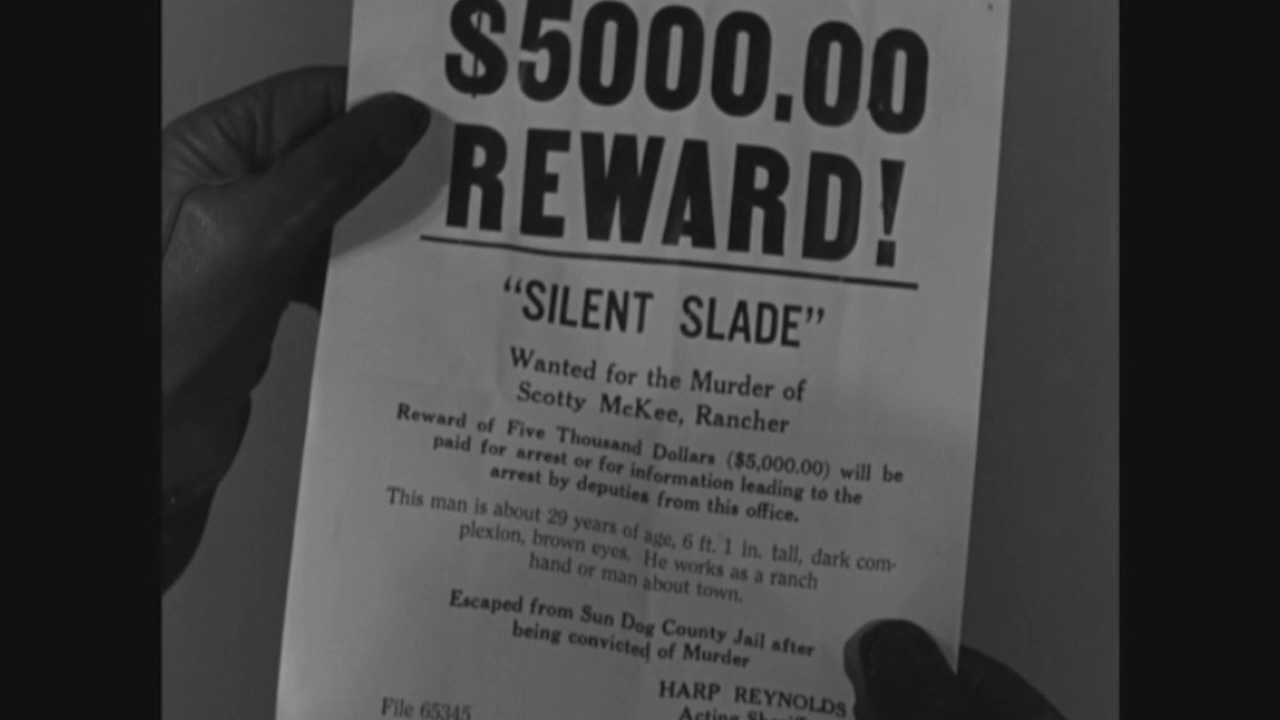 $5000.00
REWARD!
“SILENT SLADE”
Wanted for the Murder of
Scotty McKee, Rancher
Reward of Five Thousand Dollars ($5,000.00) will be
paid for arrest or for information leading to the
arrest by deputies from this office.
This man is about 29 years of age, 6 ft. 1 in. tall, dark com-
plexion, brown eyes. He works as a ranch
hand or man about town.
Escaped from Sun Dog County Jail after
being convicted of Murder
HARP REYNOLDS
Acting
File 65345